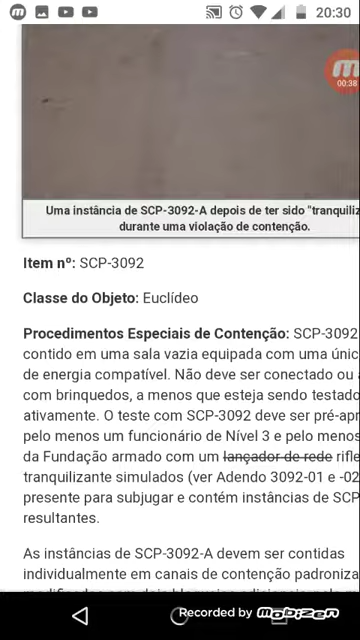 20:30
00:38
Uma instância de SCP-3092-A depois de ter sido "tranquiliz
durante uma violação de contenção.
Item nº: SCP-3092
Classe do Objeto: Euclídeo
Procedimentos Especiais de Contenção: SCP-3092
contido em uma sala vazia equipada com uma únic
de energia compatível. Não deve ser conectado ou a
com brinquedos, a menos que esteja sendo testado
ativamente. O teste com SCP-3092 deve ser pré-apr
pelo menos um funcionário de Nível 3 e pelo menos
da Fundação armado com um lançador de rede rifle
tranquilizante simulados (ver Adendo 3092-01 e -02
presente para subjugar e contém instâncias de SCP
resultantes.
As instâncias de SCP-3092-A devem ser contidas
individualmente em canais de contenção padroniza
Recorded by mobizen